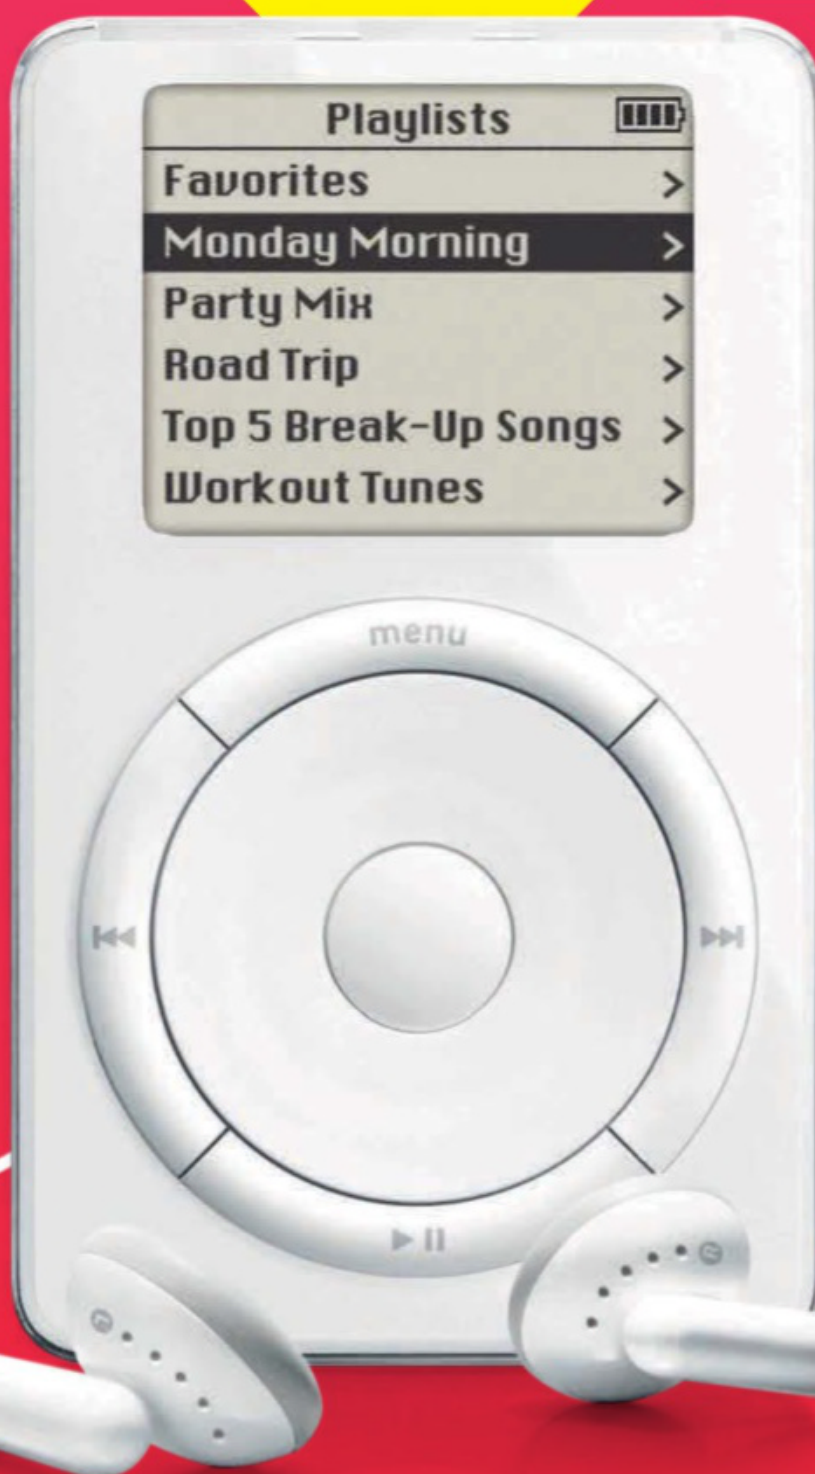 Playlists
Favorites >
Monday Morning >
Party Mix >
Road Trip >
Top 5 Break-Up Songs >
Workout Tunes >
menu